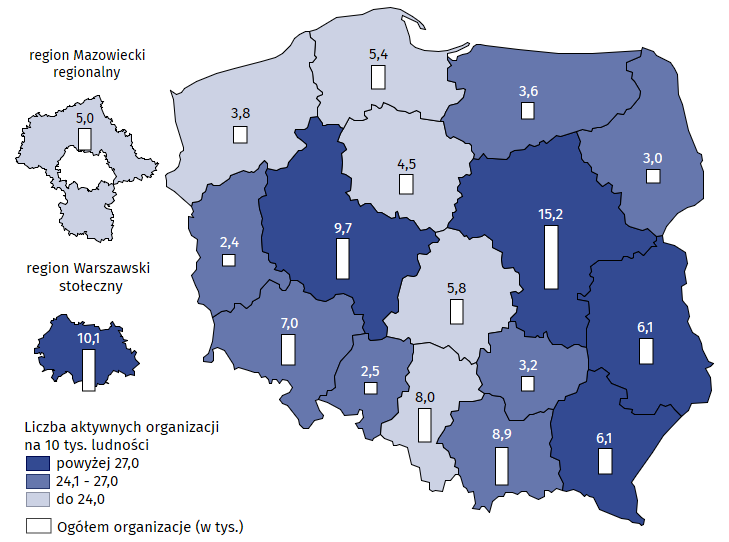 region Mazowiecki
regionalny
5,0
region Warszawski
stołeczny
10,1
5,4
3,8
3,6
4,5
3,0
9,7
15,2
2,4
5,8
7,0
6,1
2,5
3,2
8,0
8,9
6,1
Liczba aktywnych organizacji
na 10 tys. ludności
powyżej 27,0
24,1 - 27,0
do 24,0
Ogółem organizacje (w tys.)